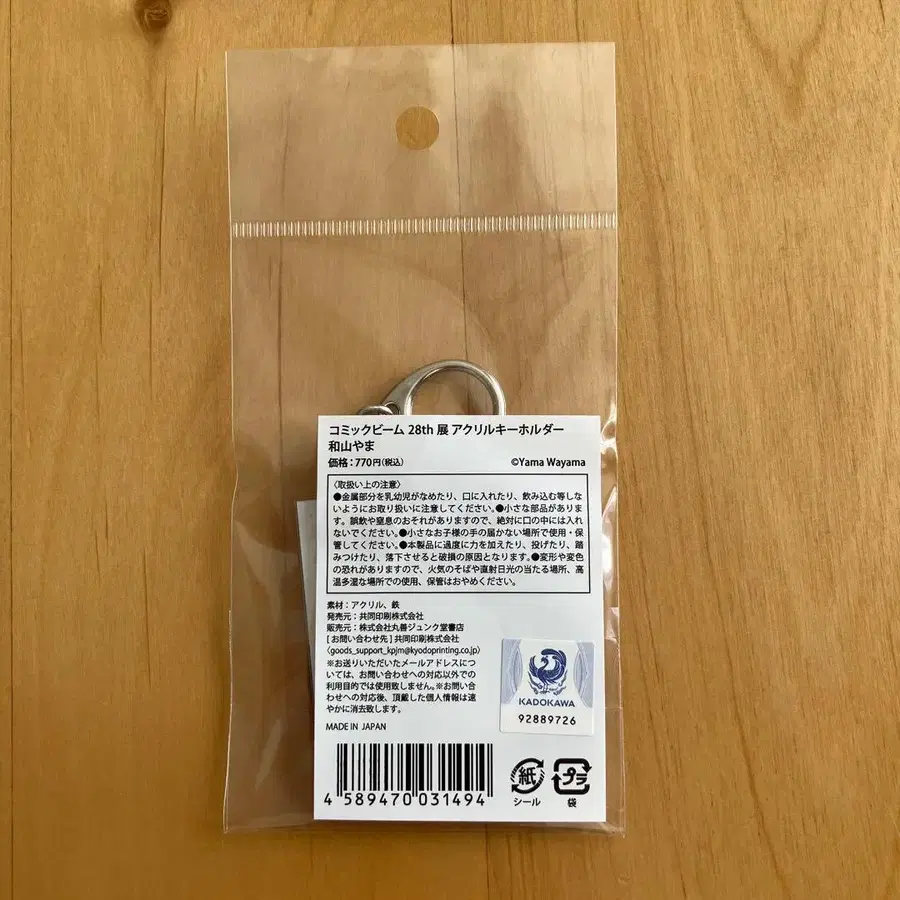 コミックビーム 28th 展 アクリルキーホルダー
和山やま
価格：770円（税込）
©Yama Wayama
〈取扱い上の注意〉
●金属部分を乳幼児がなめたり、口に入れたり、飲み込む等しな
いようにお取り扱いに注意してください。●小さな部品がありま
す。誤飲や窒息のおそれがありますので、絶対に口の中には入れ
ないでください。●小さなお子様の手の届かない場所で使用・保
管してください。●本製品に過度に力を加えたり、投げたり、踏
みつけたり、落下させると破損の原因となります。●変形や変色
の恐れがありますので、火気のそばや直射日光の当たる場所、高
温多湿な場所での使用、保管はおやめください。
素材：アクリル、鉄
発売元：共同印刷株式会社
販売元：株式会社丸善ジュンク堂書店
[お問い合わせ先] 共同印刷株式会社
〈goods_support_kpjm@kyodoprinting.co.jp〉
※お送りいただいたメールアドレスにつ
いては、お問い合わせへの対応以外での
利用目的では使用致しません。※お問い合
わせへの対応後、頂戴した個人情報は速
やかに消去致します。
MADE IN JAPAN
KADOKAWA
92889726
4 589470 031494
紙
シール
プラ
袋